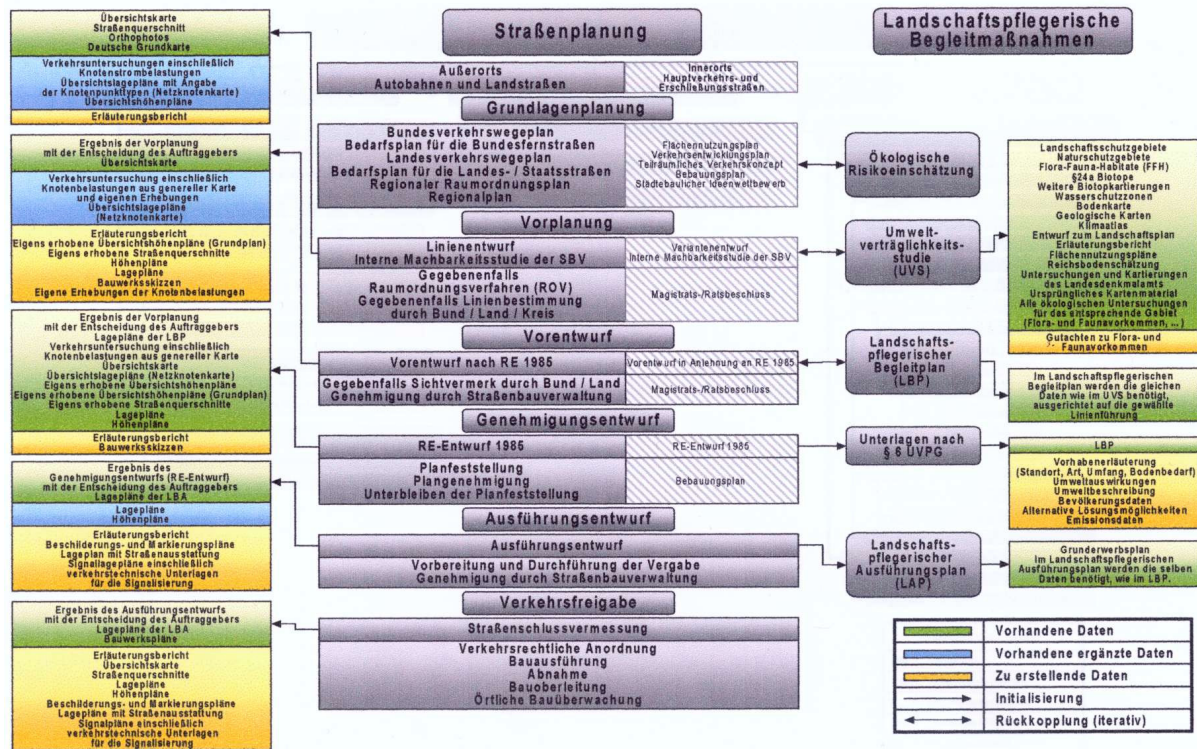 Übersichtskarte
Straßenquerschnitt
Orthophotos
Deutsche Grundkarte
Verkehrsuntersuchungen einschließlich
Knotenstrombelastungen
Übersichtslagepläne mit Angabe
der Knotenpunkttypen (Netzknotenkarte)
Übersichtshöhenpläne
Erläuterungsbericht
Ergebnis der Vorplanung
mit der Entscheidung des Auftraggebers
Übersichtskarte
Verkehrsuntersuchung einschließlich
Knotenbelastungen aus genereller Karte
und eigenen Erhebungen
Übersichtslagepläne
(Netzknotenkarte)
Erläuterungsbericht
Eigens erhobene Übersichtshöhenpläne (Grundplan)
Eigens erhobene Straßenquerschnitte
Höhenpläne
Lagepläne
Bauwerksskizzen
Eigene Erhebungen der Knotenbelastungen
Ergebnis der Vorplanung
mit der Entscheidung des Auftraggebers
Lagepläne der LBP
Verkehrsuntersuchung einschließlich
Knotenbelastungen aus genereller Karte
Übersichtskarte
Übersichtslagepläne (Netzknotenkarte)
Eigens erhobene Übersichtshöhenpläne
Eigens erhobene Übersichtshöhenpläne (Grundplan)
Eigens erhobene Straßenquerschnitte
Lagepläne
Höhenpläne
Erläuterungsbericht
Bauwerksskizzen
Ergebnis des
Genehmigungsentwurfs (RE-Entwurf)
mit der Entscheidung des Auftraggebers
Lagepläne der LBA
Lagepläne
Höhenpläne
Erläuterungsbericht
Beschilderungs- und Markierungspläne
Lageplan mit Straßenausstattung
Signallagepläne einschließlich
verkehrstechnische Unterlagen
für die Signalisierung
Ergebnis des Ausführungsentwurfs
mit der Entscheidung des Auftraggebers
Lagepläne der LBA
Bauwerkspläne
Erläuterungsbericht
Übersichtskarte
Straßenquerschnitte
Lagepläne
Höhenpläne
Beschilderungs- und Markierungspläne
Lagepläne mit Straßenausstattung
Signalpläne einschließlich
verkehrstechnische Unterlagen
für die Signalisierung
Straßenplanung
Außerorts
Autobahnen und Landstraßen
Innerorts
Hauptverkehrs- und
Erschließungsstraßen
Grundlagenplanung
Bundesverkehrswegeplan
Bedarfsplan für die Bundesfernstraßen
Landesverkehrswegeplan
Bedarfsplan für die Landes- / Staatsstraßen
Regionaler Raumordnungsplan
Regionalplan
Flächennutzungsplan
Verkehrsentwicklungsplan
Teilräumliches Verkehrskonzept
Bebauungsplan
Städtebaulicher Ideenwettbewerb
Vorplanung
Linienentwurf
Interne Machbarkeitsstudie der SBV
Variantenentwurf
Interne Machbarkeitsstudie der SBV
Gegebenenfalls
Raumordnungsverfahren (ROV)
Gegebenenfalls Linienbestimmung
durch Bund / Land / Kreis
Magistrats-/Ratsbeschluss
Vorentwurf
Vorentwurf nach RE 1985
Vorentwurf in Anlehnung an RE 1985
Gegebenfalls Sichtvermerk durch Bund / Land
Genehmigung durch Straßenbauverwaltung
Magistrats-/Ratsbeschluss
Genehmigungsentwurf
RE-Entwurf 1985
RE-Entwurf 1985
Planfeststellung
Plangenehmigung
Unterbleiben der Planfeststellung
Bebauungsplan
Ausführungsentwurf
Ausführungsentwurf
Vorbereitung und Durchführung der Vergabe
Genehmigung durch Straßenbauverwaltung
Verkehrsfreigabe
Straßenschlussvermessung
Verkehrsrechtliche Anordnung
Bauausführung
Abnahme
Bauoberleitung
Örtliche Bauüberwachung
Landschaftspflegerische
Begleitmaßnahmen
Ökologische
Risikoeinschätzung
Umwelt-
verträglichkeits-
studie
(UVS)
Landschafts-
pflegerischer
Begleitplan
(LBP)
Unterlagen nach
§ 6 UVPG
Landschafts-
pflegerischer
Ausführungsplan
(LAP)
Landschaftsschutzgebiete
Naturschutzgebiete
Flora-Fauna-Habitate (FFH)
§24a Biotope
Weitere Biotopkartierungen
Wasserschutzzonen
Bodenkarte
Geologische Karten
Klimaatlas
Entwurf zum Landschaftsplan
Erläuterungsbericht
Flächennutzungspläne
Reichsbodenschätzung
Untersuchungen und Kartierungen
des Landesdenkmalamts
Ursprüngliches Kartenmaterial
Alle ökologischen Untersuchungen
für das entsprechende Gebiet
(Flora- und Faunavorkommen, ...)
Gutachten zu Flora- und
Faunavorkommen
Im Landschaftspflegerischen
Begleitplan werden die gleichen
Daten wie im UVS benötigt,
ausgerichtet auf die gewählte
Linienführung
LBP
Vorhabenerläuterung
(Standort, Art, Umfang, Bodenbedarf)
Umweltauswirkungen
Umweltbeschreibung
Bevölkerungsdaten
Alternative Lösungsmöglichkeiten
Emissionsdaten
Grunderwerbsplan
Im Landschaftspflegerischen
Ausführungsplan werden die selben
Daten benötigt, wie im LBP.
Vorhandene Daten
Vorhandene ergänzte Daten
Zu erstellende Daten
Initialisierung
Rückkopplung (iterativ)